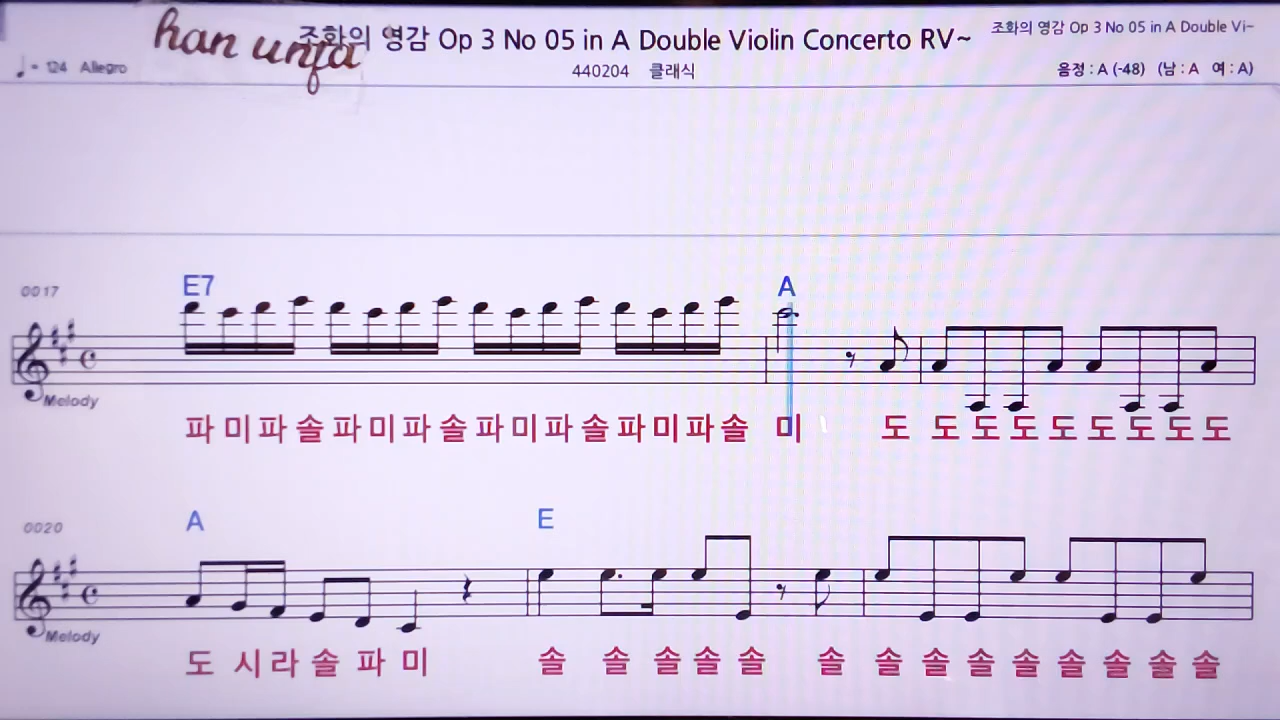 han unfa
조화의 영감 Op 3 No 05 in A Double Violin Concerto RV~
조화의 영감 Op 3 No 05 in A Double Vi~
♩ = 124 Allegro
440204 클래식
음정 : A (-48) (남 : A 여 : A)
E7 A
0017
Melody
파 미 파 솔 파 미 파 솔 파 미 파 솔 파 미 파 솔 미 도 도 도 도 도 도 도 도 도
A E
0020
Melody
도 시 라 솔 파 미 솔 솔 솔 솔 솔 솔 솔 솔 솔 솔 솔 솔 솔 솔